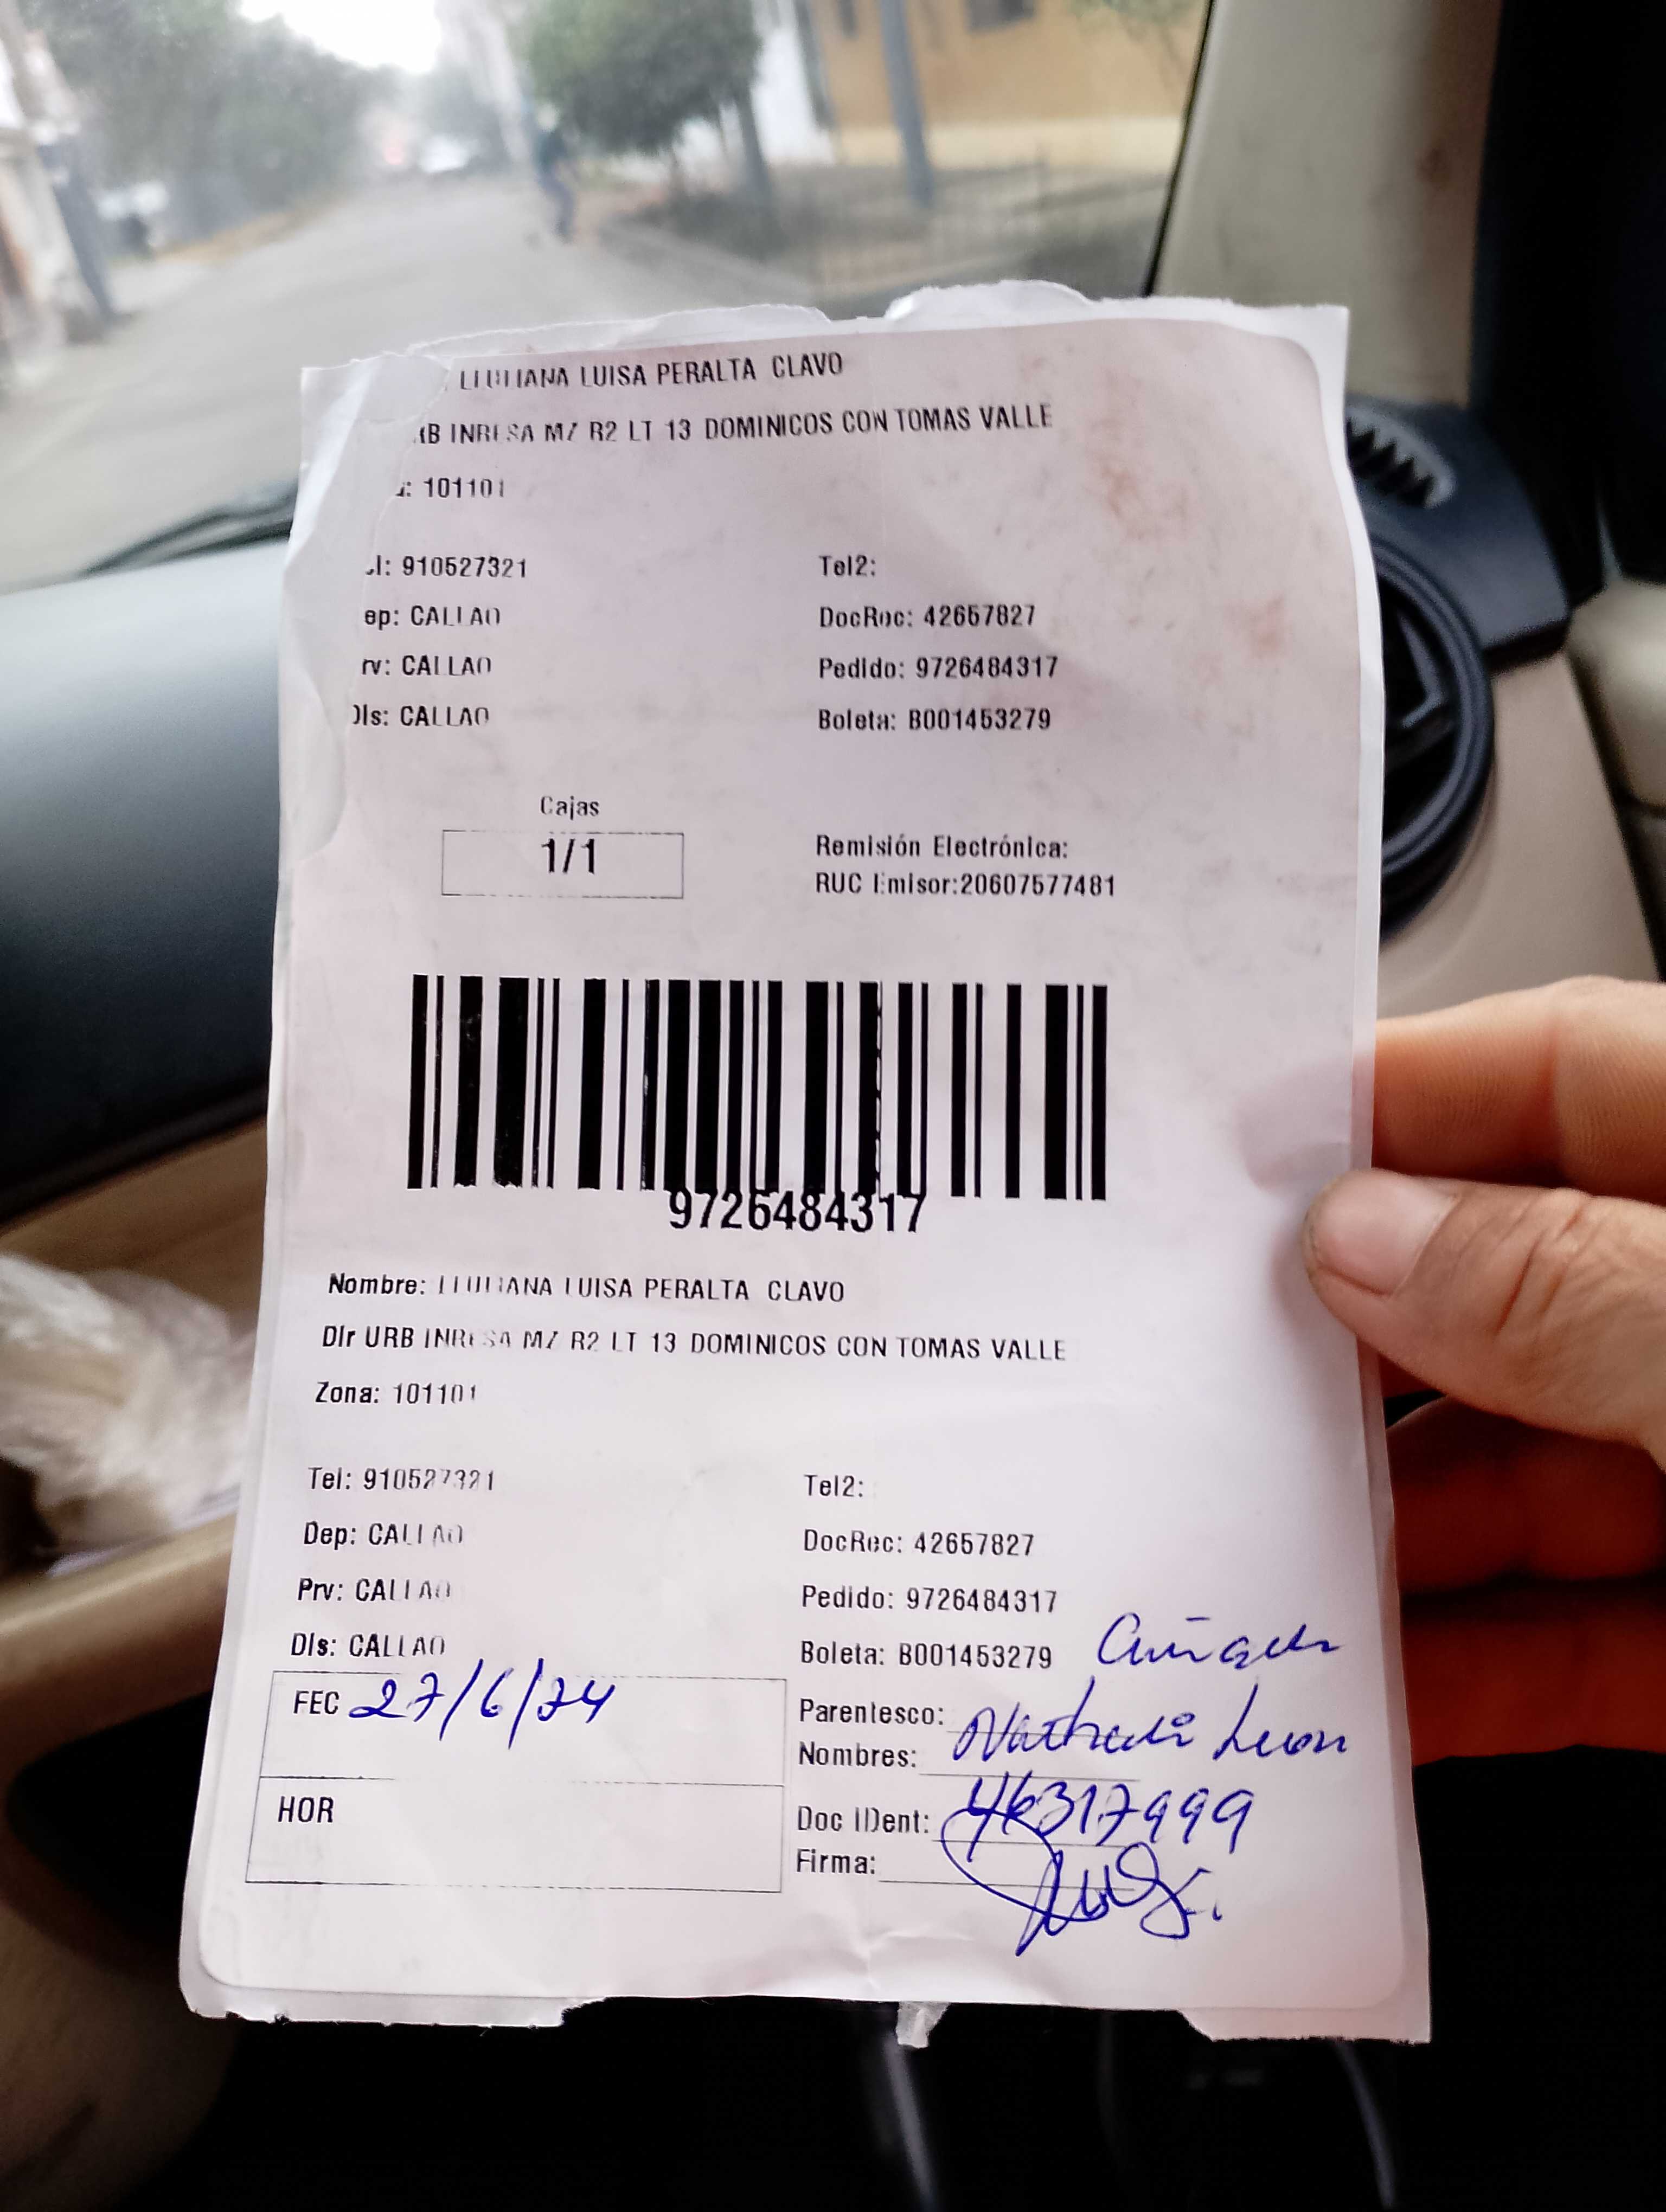 LUISA PERALTA CLAVO
MZ R2 LT 13 DOMINICOS CON TOMAS VALLE
: 101101
l: 910527321
Tel2:
ep: CALLAO
DocRec: 42657827
rv: CALLAO
Pedido: 9726484317
Dis: CALLAO
Boleta: B001453279
Cajas
1/1
Remisión Electrónica:
RUC Emisor:20607577481
9726484317
Nombre: LUISA PERALTA CLAVO
Dir URB INRESA MZ R2 LT 13 DOMINICOS CON TOMAS VALLE
Zona: 101101
Tel: 910527321
Tel2:
Dep: CALLAO
DocRec: 42657827
Prv: CALLAO
Pedido: 9726484317
Dis: CALLAO
Boleta: B001453279
Cuñada
FEC 27/6/24
Parentesco:
Nombres: Nathali Leon
HOR
Doc IDent: 46317999
Firma: